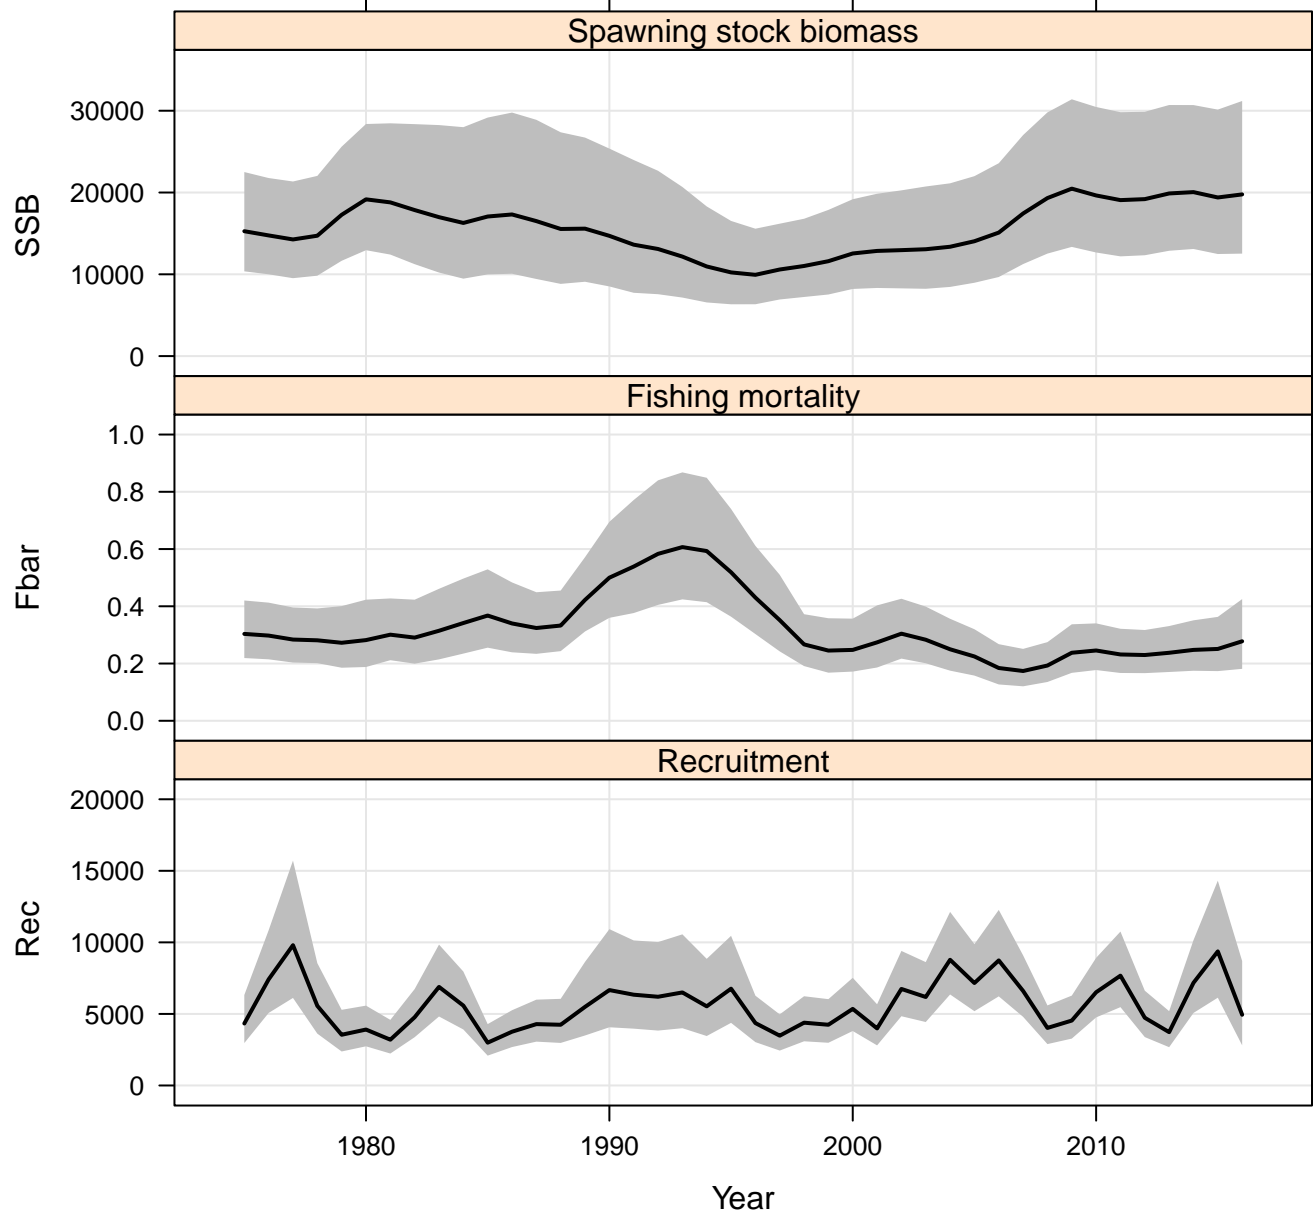 Spawning stock biomass
30000
20000
10000
0
SSB
Fishing mortality
1.0
0.8
0.6
0.4
0.2
0.0
Fbar
Recruitment
20000
15000
10000
5000
0
Rec
1980 1990 2000 2010
Year